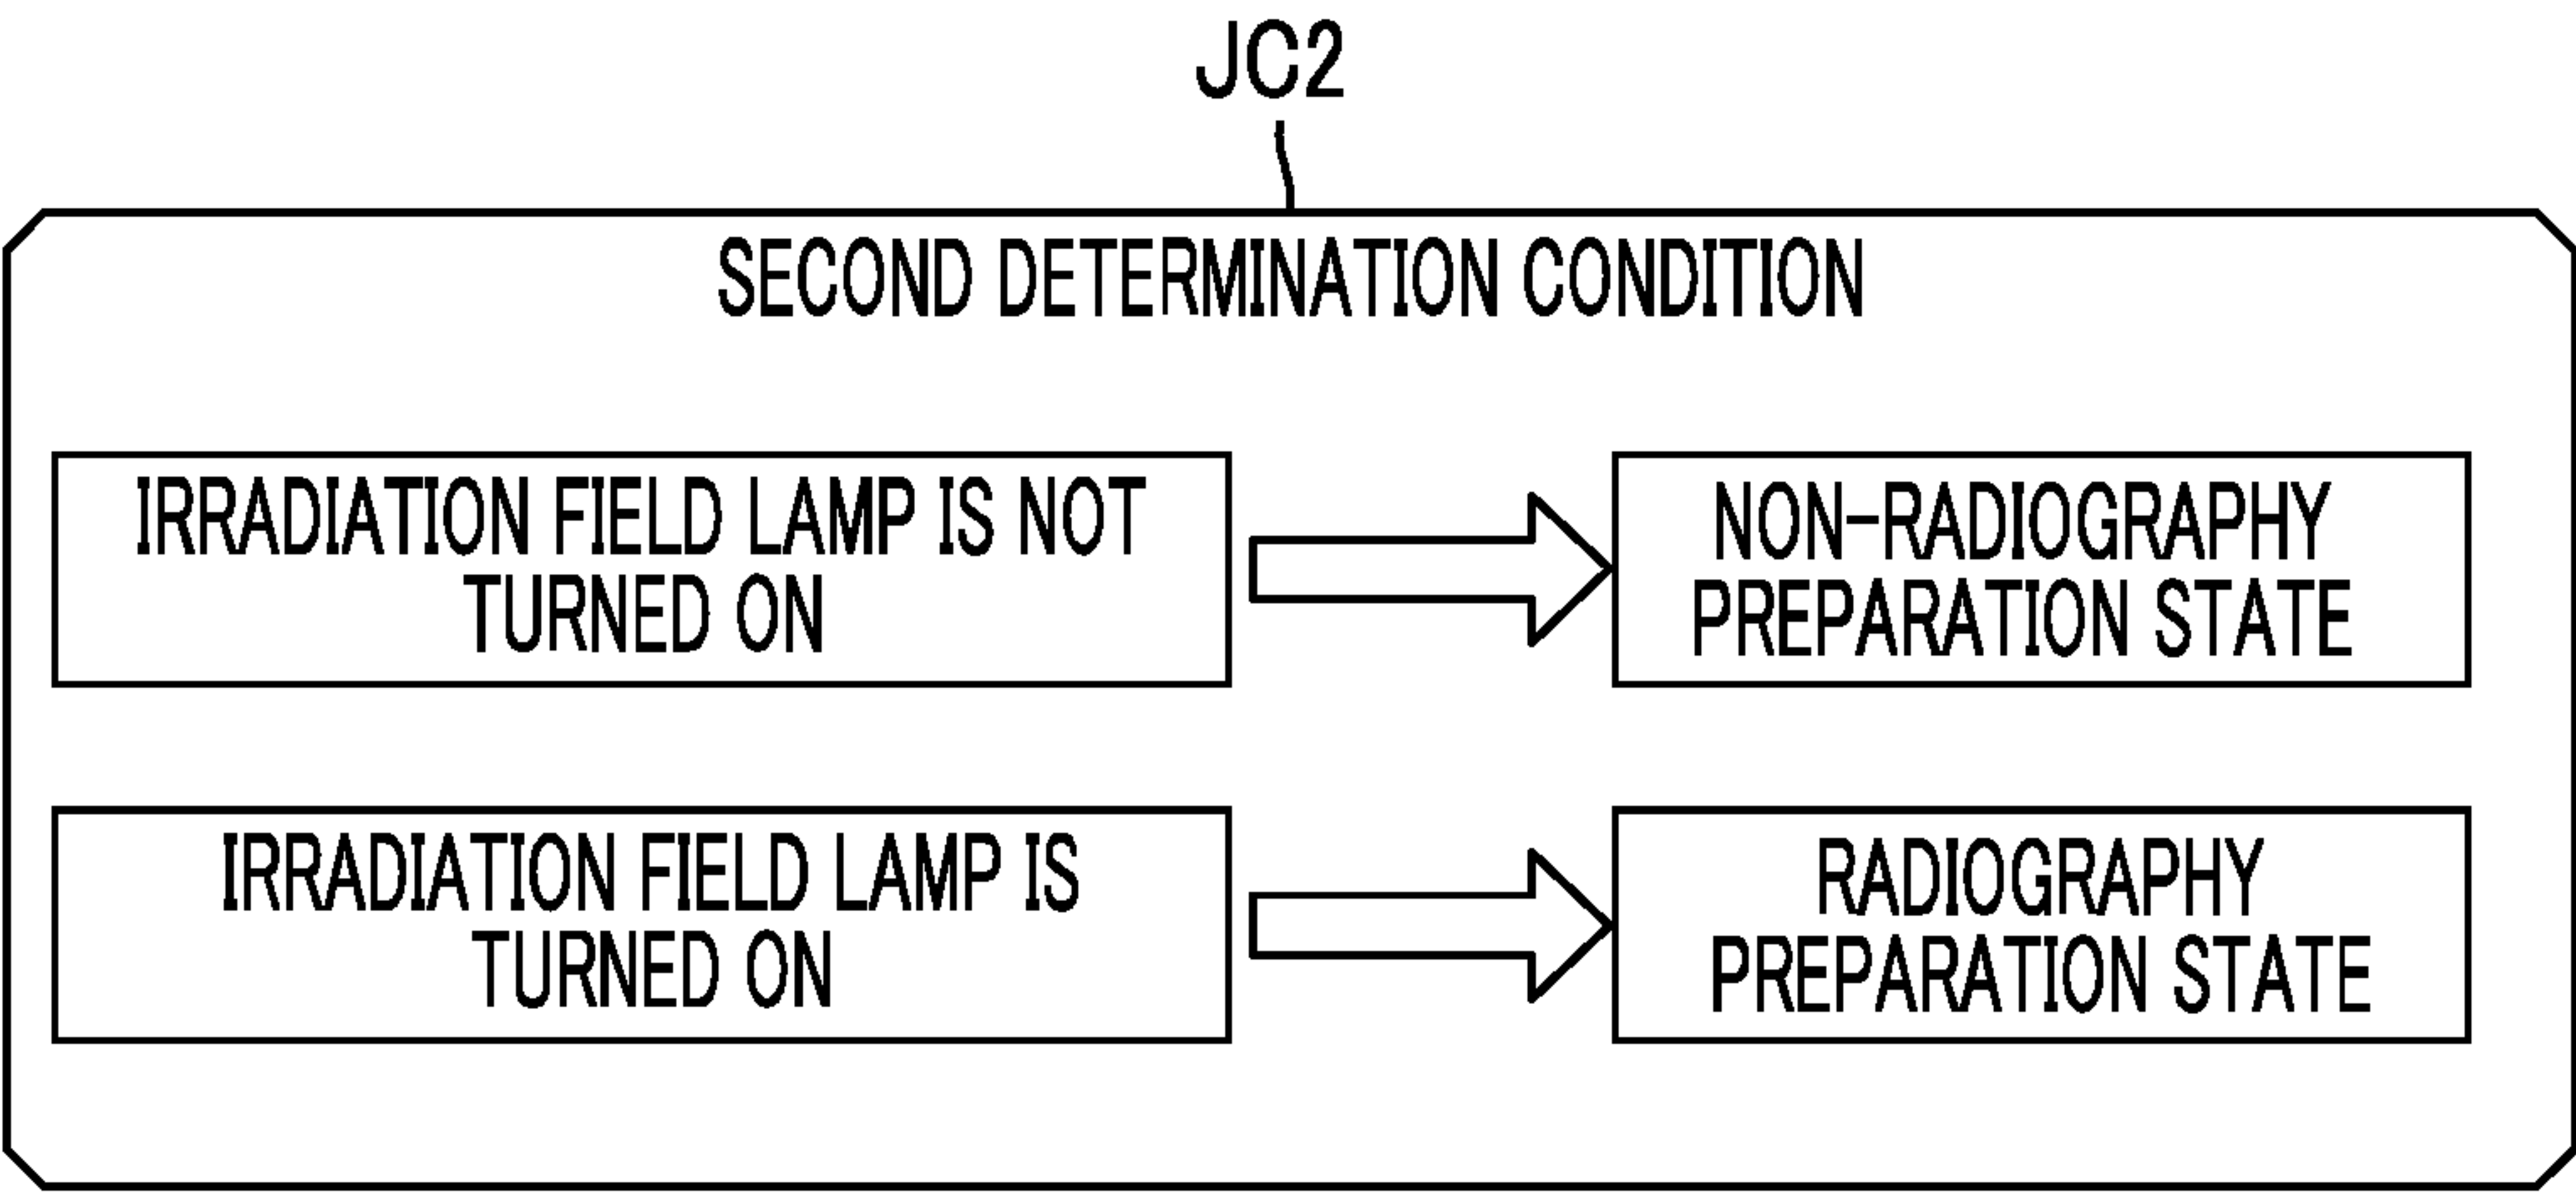 JC2
SECOND DETERMINATION CONDITION
IRRADIATION FIELD LAMP IS NOT
TURNED ON
NON-RADIOGRAPHY
PREPARATION STATE
IRRADIATION FIELD LAMP IS
TURNED ON
RADIOGRAPHY
PREPARATION STATE